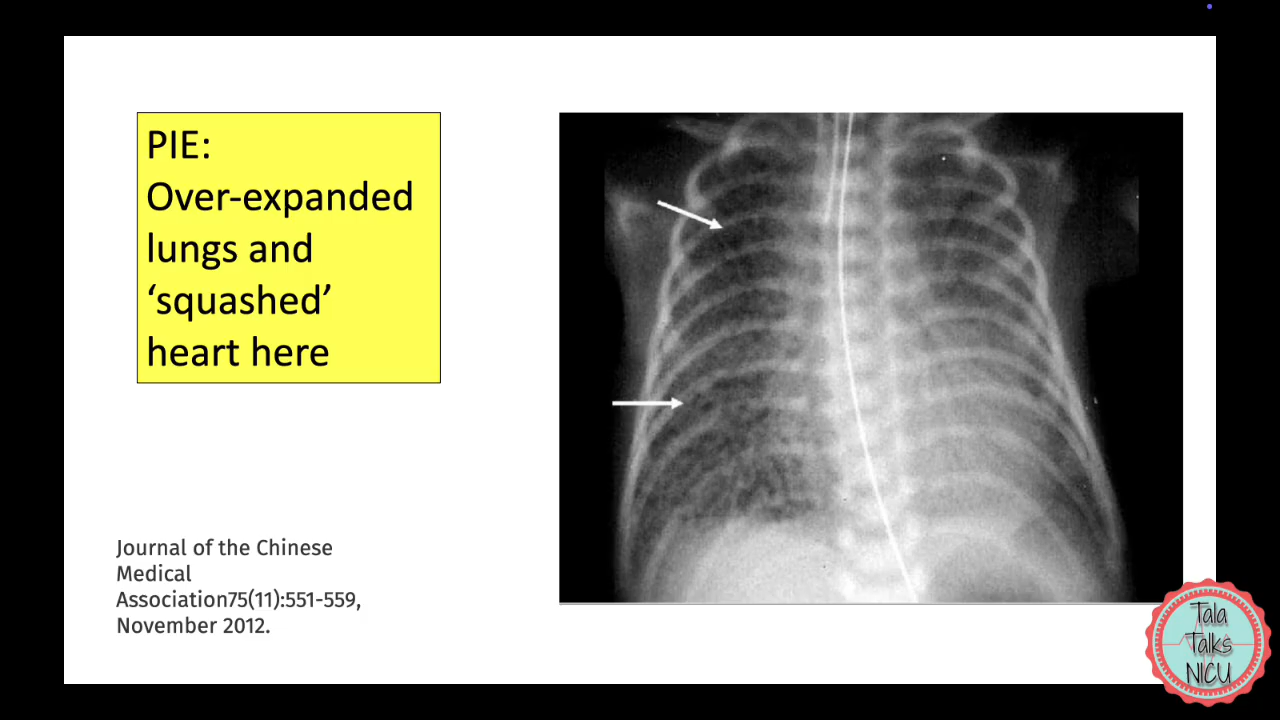 PIE:
Over-expanded
lungs and
‘squashed’
heart here
Journal of the Chinese
Medical
Association75(11):551-559,
November 2012.
Tala
Talks
NICU